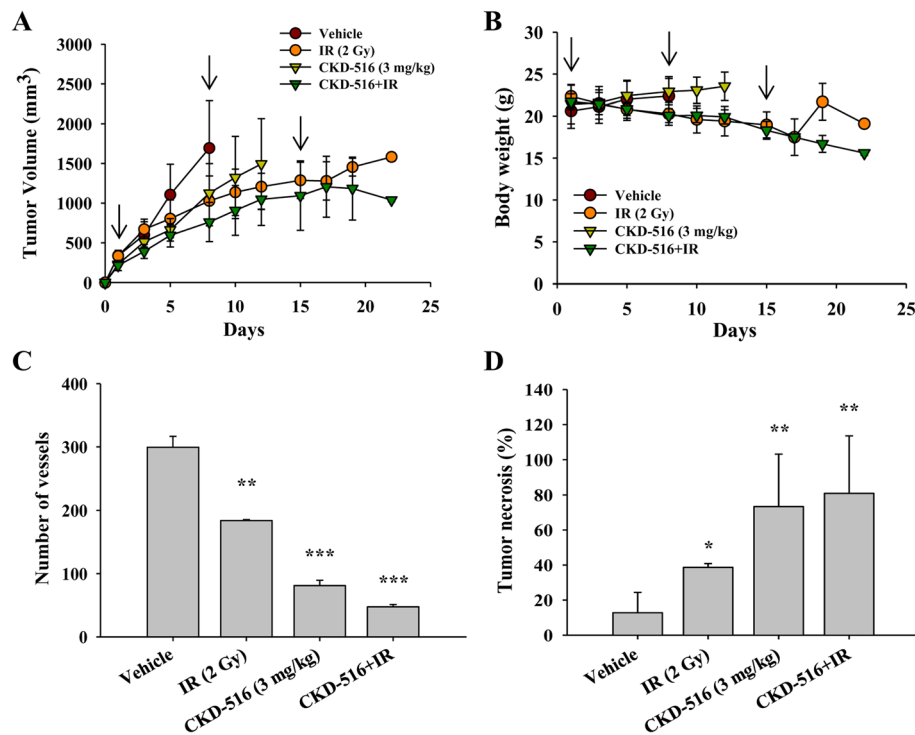 A
Tumor Volume (mm³)
3000
2500
2000
1500
1000
500
0
0 5 10 15 20 25
Days
Vehicle
IR (2 Gy)
CKD-516 (3 mg/kg)
CKD-516+IR
B
Body weight (g)
30
25
20
15
10
5
0
0 5 10 15 20 25
Days
Vehicle
IR (2 Gy)
CKD-516 (3 mg/kg)
CKD-516+IR
C
Number of vessels
400
300
200
100
0
**
***
***
Vehicle
IR (2 Gy)
CKD-516 (3 mg/kg)
CKD-516+IR
D
Tumor necrosis (%)
140
120
100
80
60
40
20
0
*
**
**
Vehicle
IR (2 Gy)
CKD-516 (3 mg/kg)
CKD-516+IR